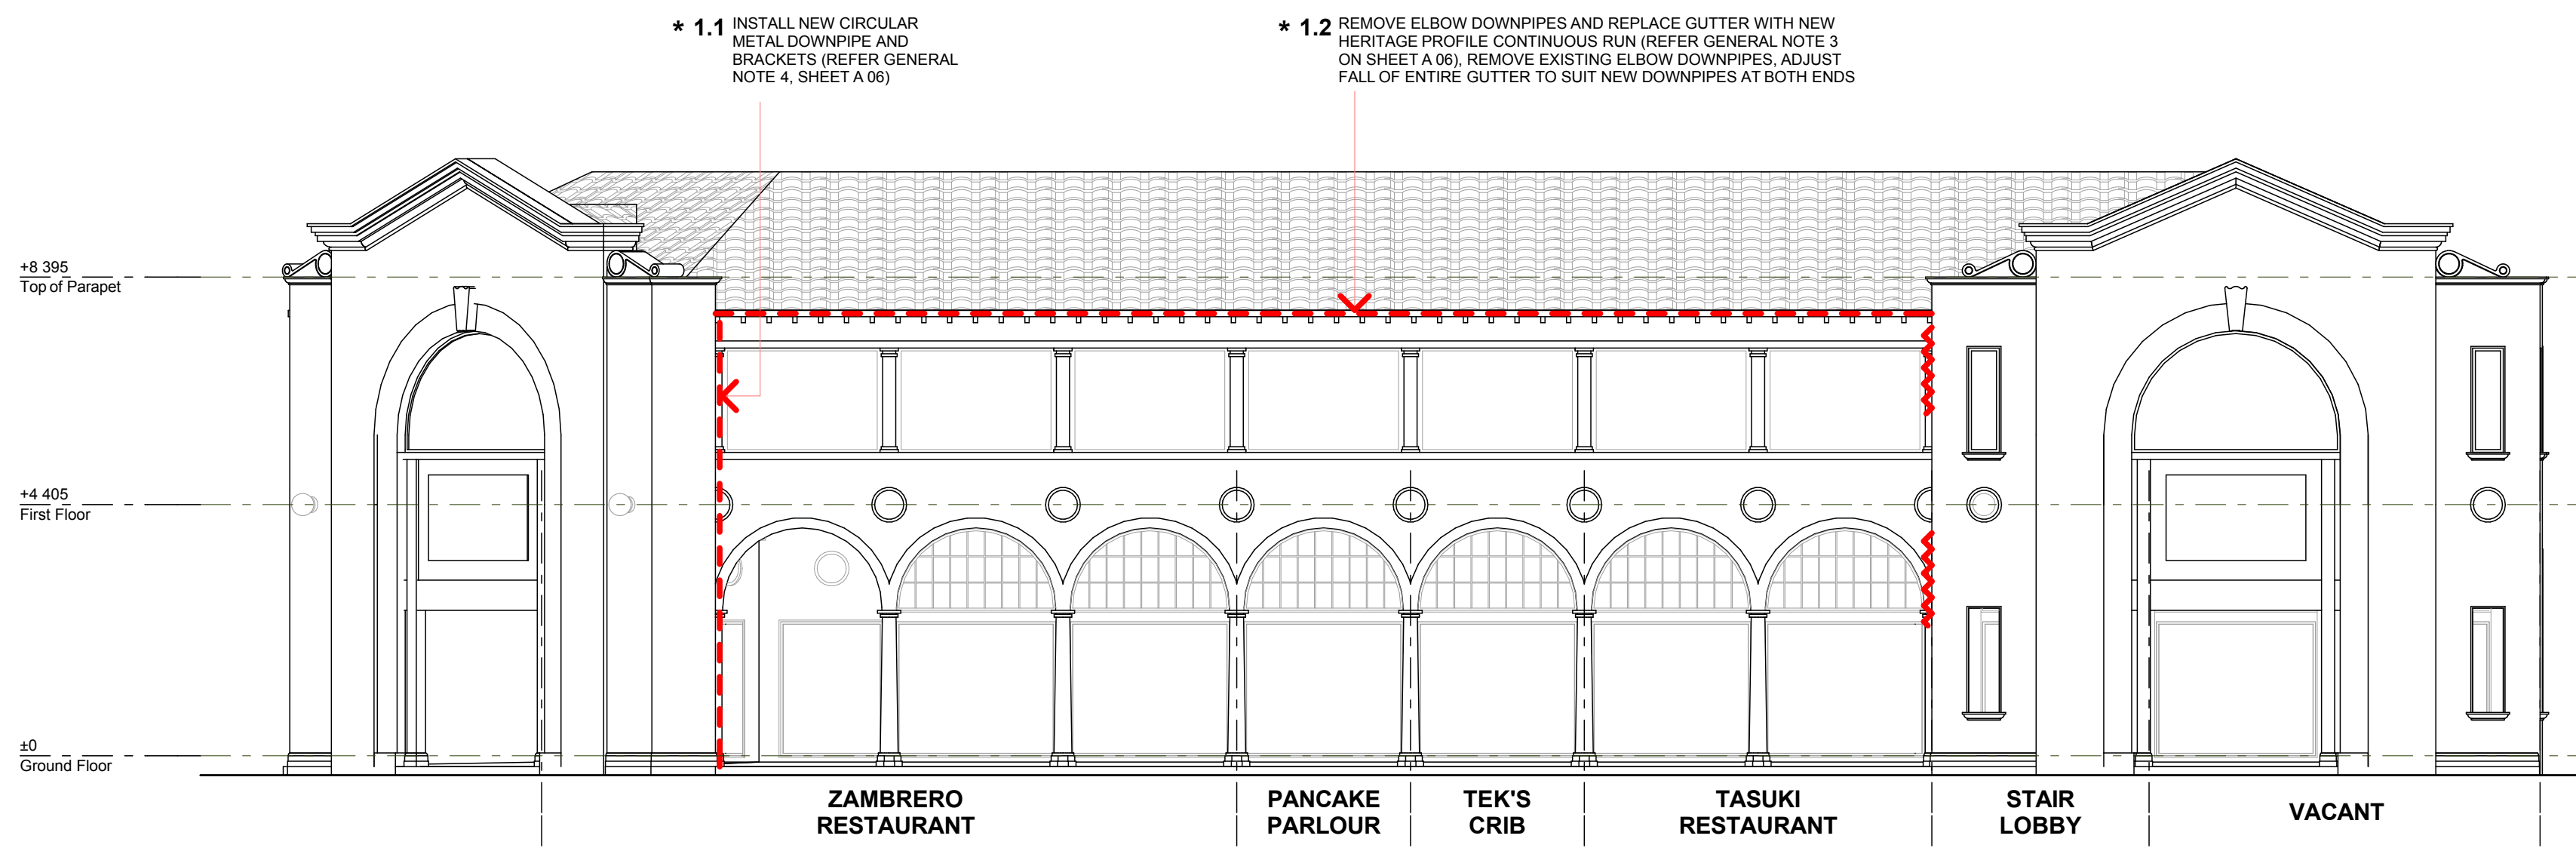 * 1.1 INSTALL NEW CIRCULAR
METAL DOWNPIPE AND
BRACKETS (REFER GENERAL
NOTE 4, SHEET A 06)
* 1.2 REMOVE ELBOW DOWNPIPES AND REPLACE GUTTER WITH NEW
HERITAGE PROFILE CONTINUOUS RUN (REFER GENERAL NOTE 3
ON SHEET A 06), REMOVE EXISTING ELBOW DOWNPIPES, ADJUST
FALL OF ENTIRE GUTTER TO SUIT NEW DOWNPIPES AT BOTH ENDS
+8 395
Top of Parapet
+4 405
First Floor
±0
Ground Floor
ZAMBRERO
RESTAURANT
PANCAKE
PARLOUR
TEK'S
CRIB
TASUKI
RESTAURANT
STAIR
LOBBY
VACANT